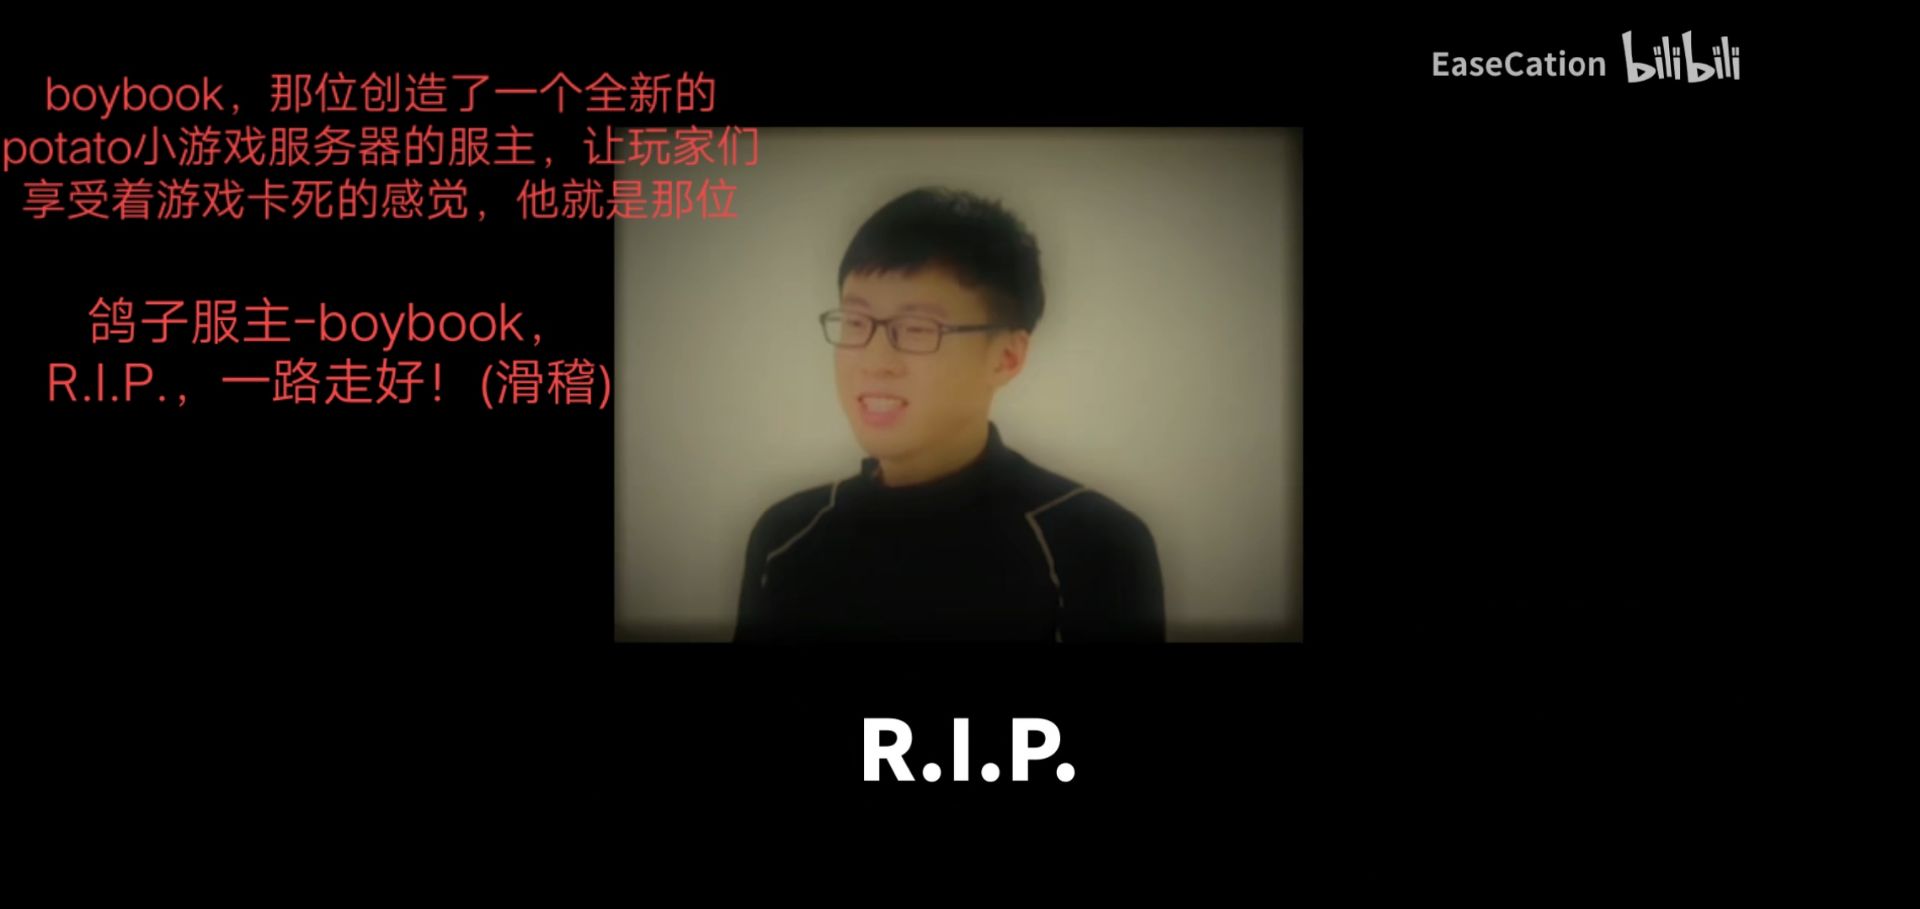 EaseCation bilibili
boybook，那位创造了一个全新的
potato小游戏服务器的服主，让玩家们
享受着游戏卡死的感觉，他就是那位
鸽子服主-boybook，
R.I.P.，一路走好！(滑稽)
R.I.P.